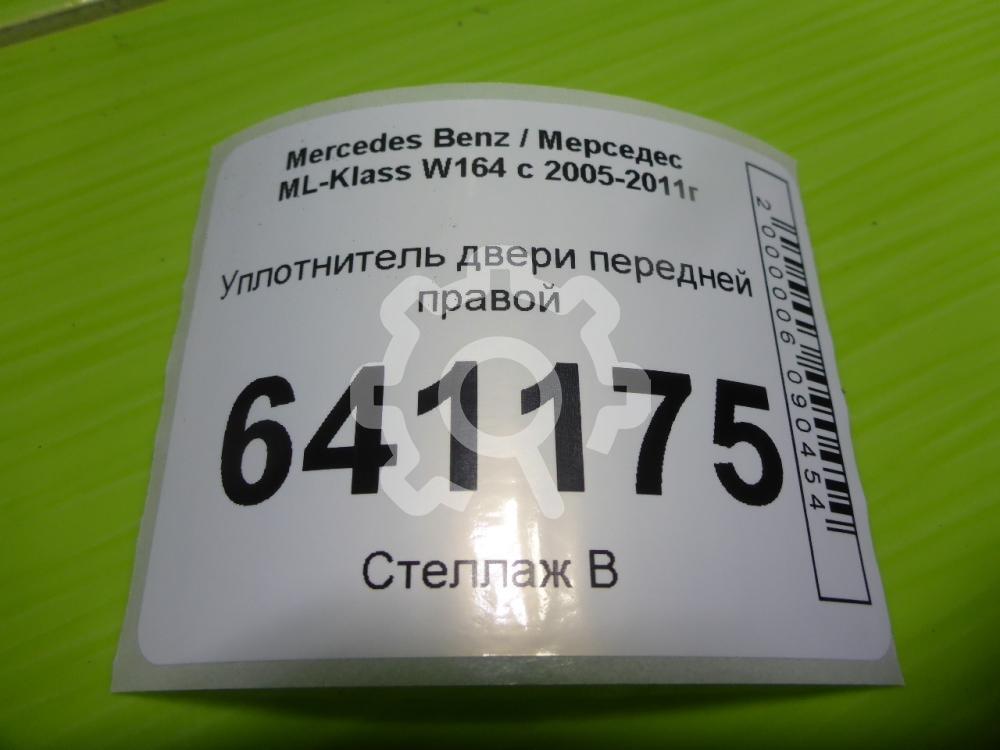 Mercedes Benz / Мерседес
ML-Klass W164 с 2005-2011г
Уплотнитель двери передней
правой
641175
Стеллаж В
2000006090454